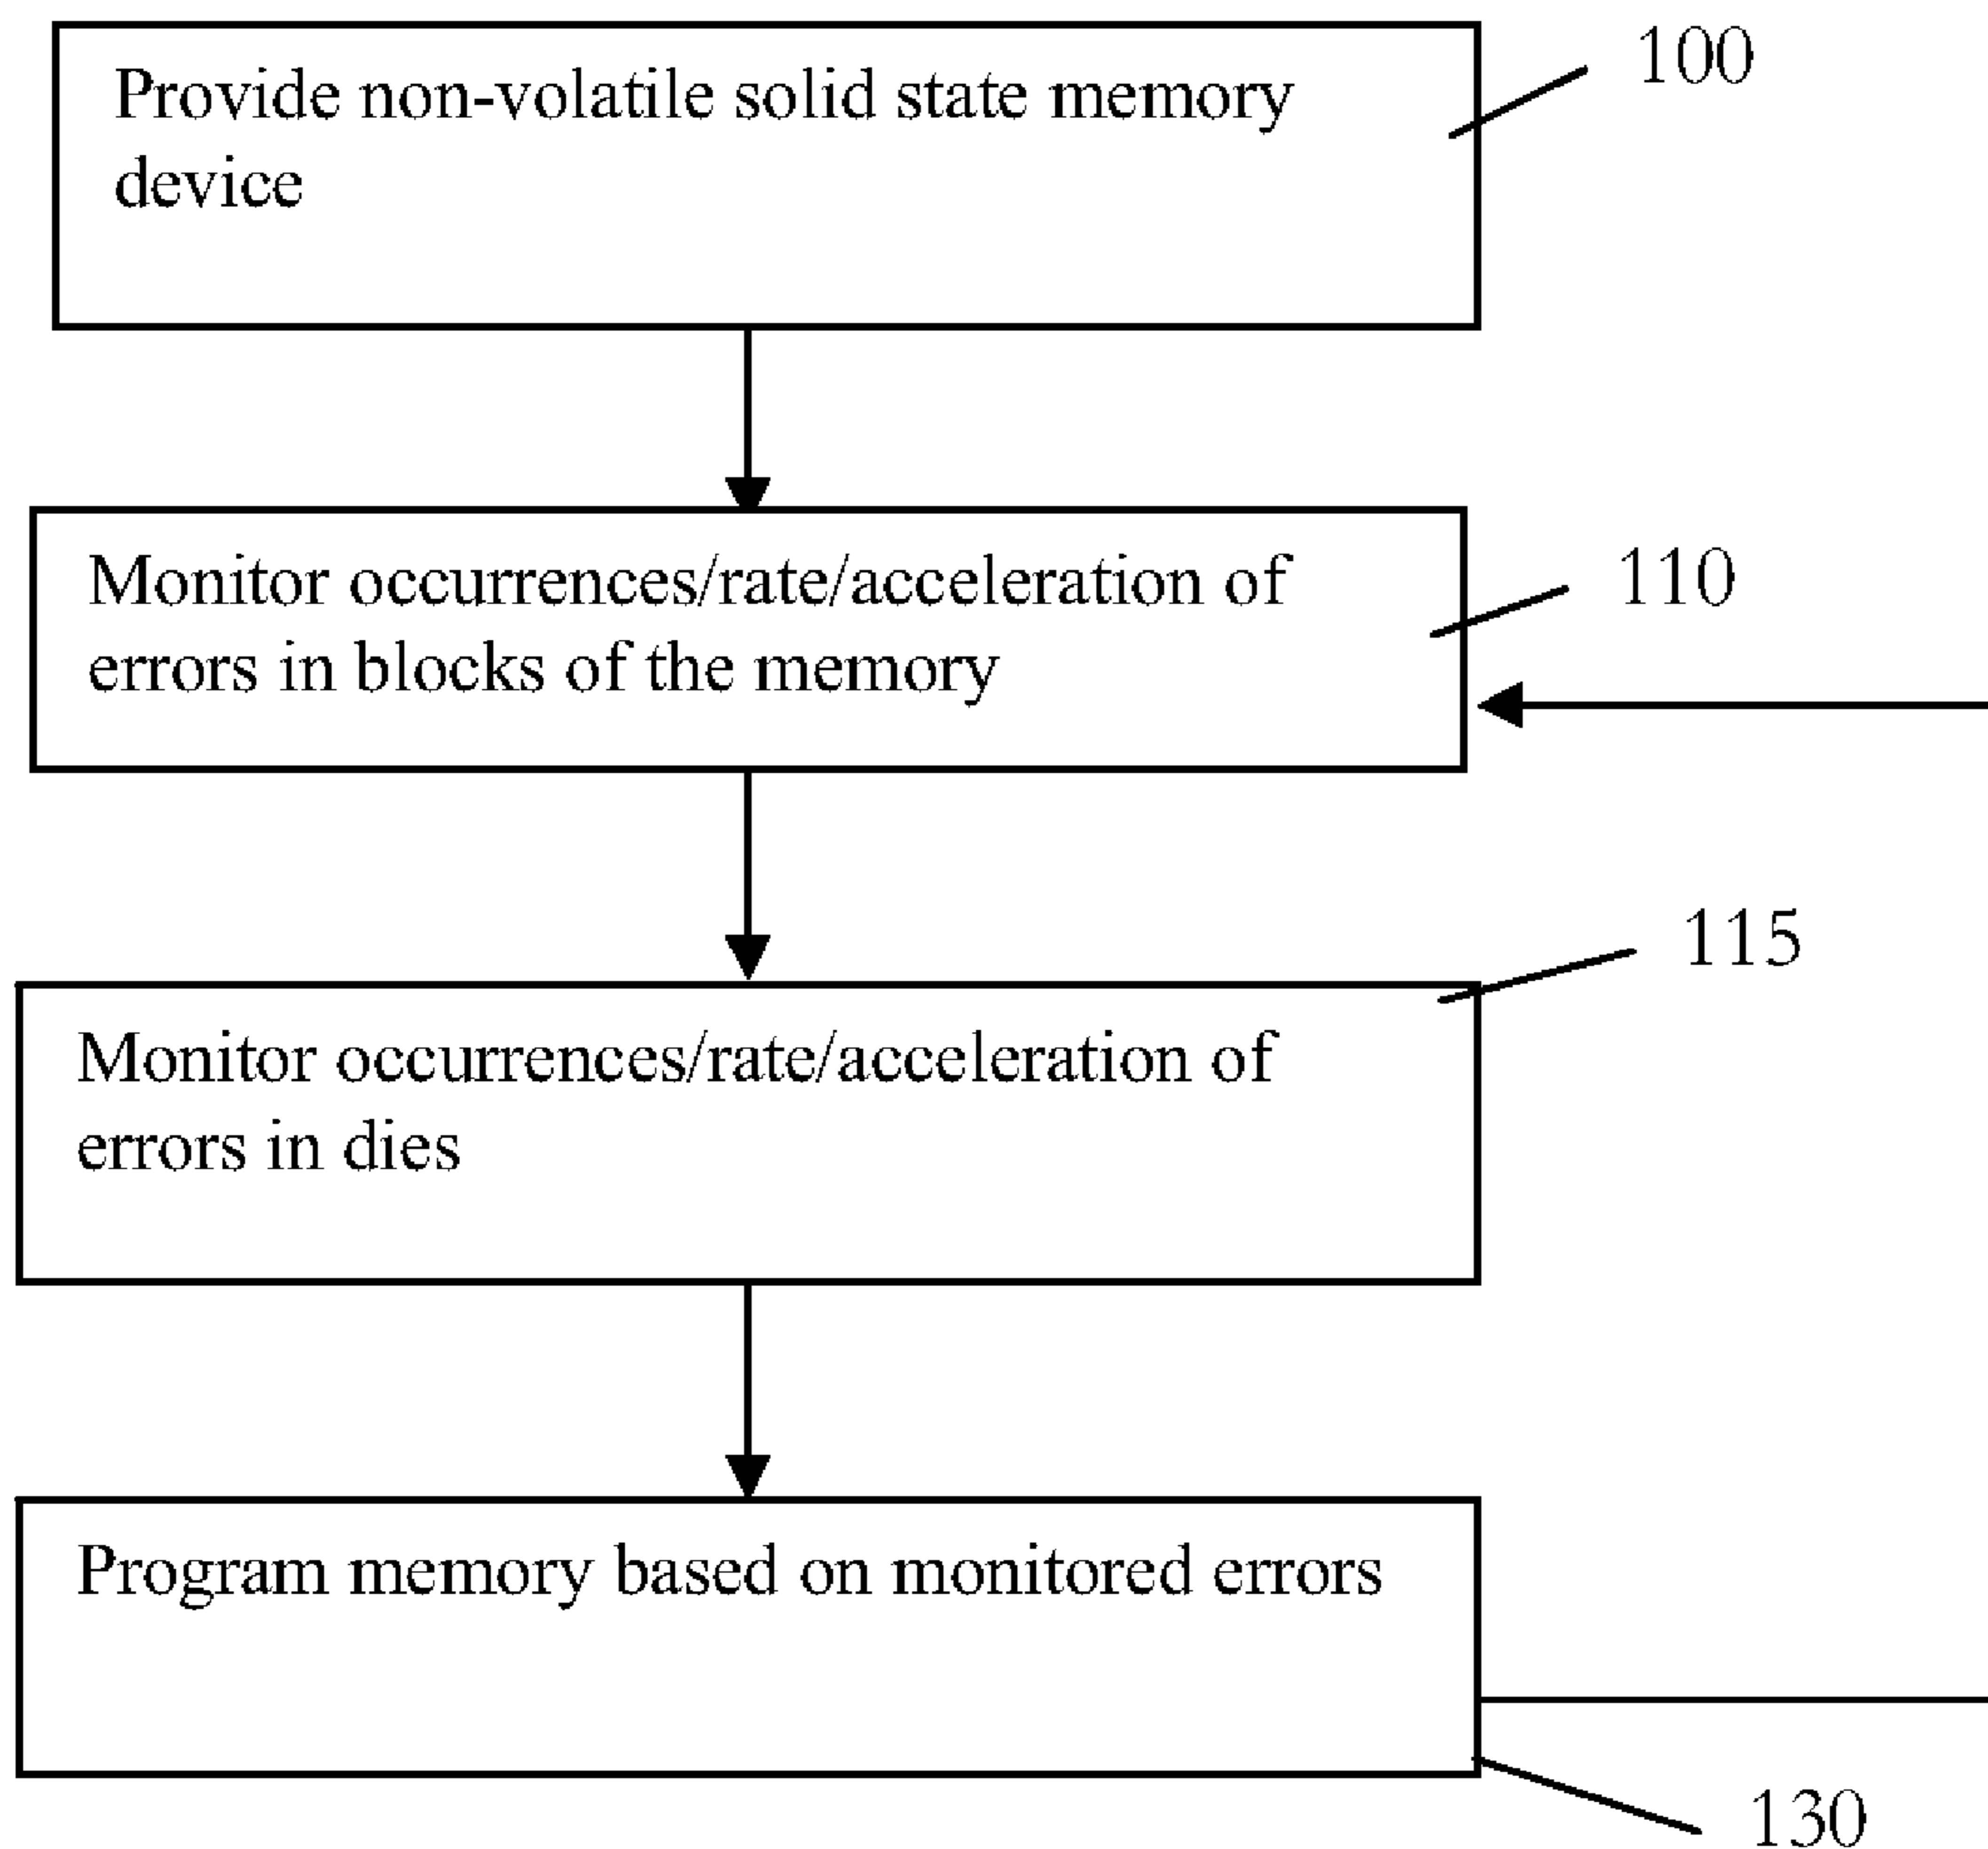 Provide non-volatile solid state memory
device
100
Monitor occurrences/rate/acceleration of
errors in blocks of the memory
110
115
Monitor occurrences/rate/acceleration of
errors in dies
Program memory based on monitored errors
130